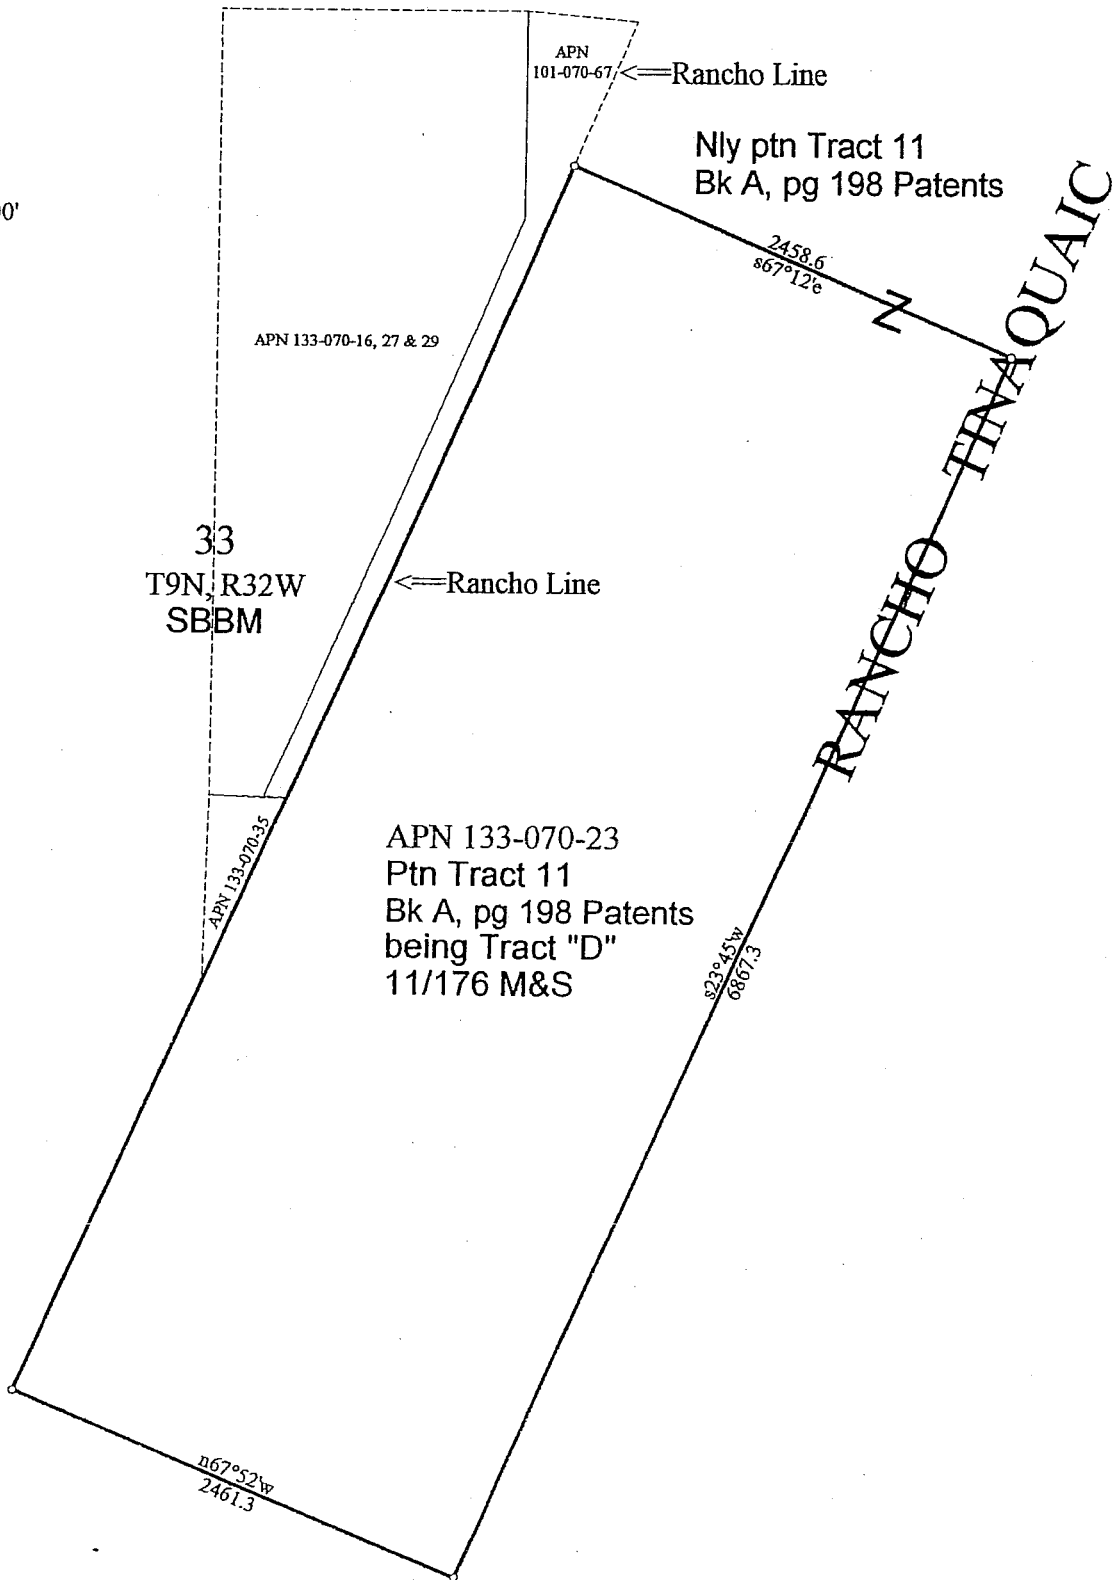 APN
101-070-67
<==Rancho Line
Nly ptn Tract 11
Bk A, pg 198 Patents
0'
2458.6
s67°12'e
N
RANCHO TINAQUAIC
APN 133-070-16, 27 & 29
33
T9N, R32W
SBBM
<==Rancho Line
APN 133-070-35
APN 133-070-23
Ptn Tract 11
Bk A, pg 198 Patents
being Tract "D"
11/176 M&S
s23°45'w
6867.3
n67°52'w
2461.3